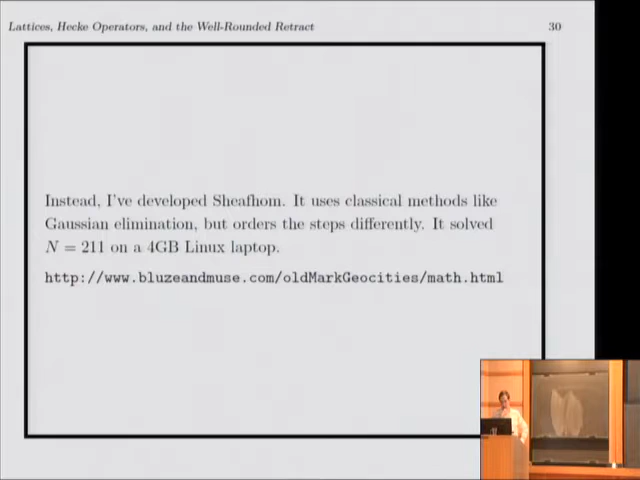 Lattices, Hecke Operators, and the Well-Rounded Retract 30
Instead, I've developed Sheafhom. It uses classical methods like
Gaussian elimination, but orders the steps differently. It solved
N = 211 on a 4GB Linux laptop.
http://www.bluzeandmuse.com/oldMarkGeocities/math.html